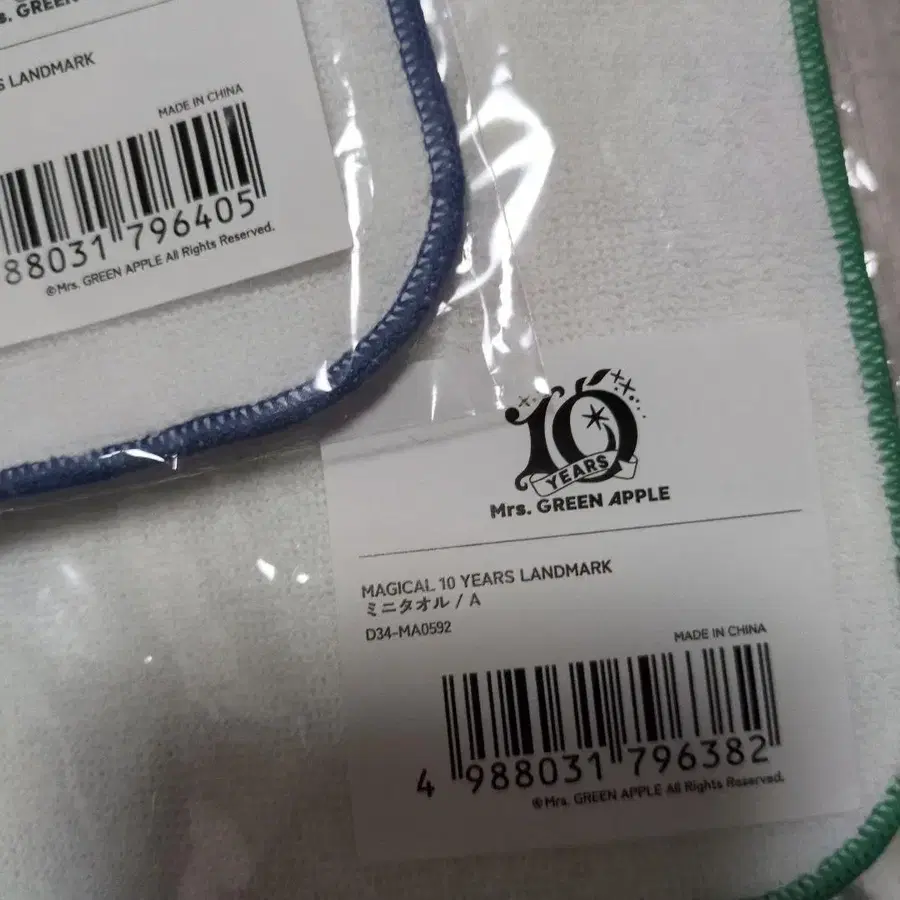 s. GREEN
S LANDMARK
MADE IN CHINA
88031 796405
©Mrs. GREEN APPLE All Rights Reserved.
10
YEARS
Mrs. GREEN APPLE
MAGICAL 10 YEARS LANDMARK
ミニタオル / A
D34-MA0592
MADE IN CHINA
4 988031 796382
©Mrs. GREEN APPLE All Rights Reserved.